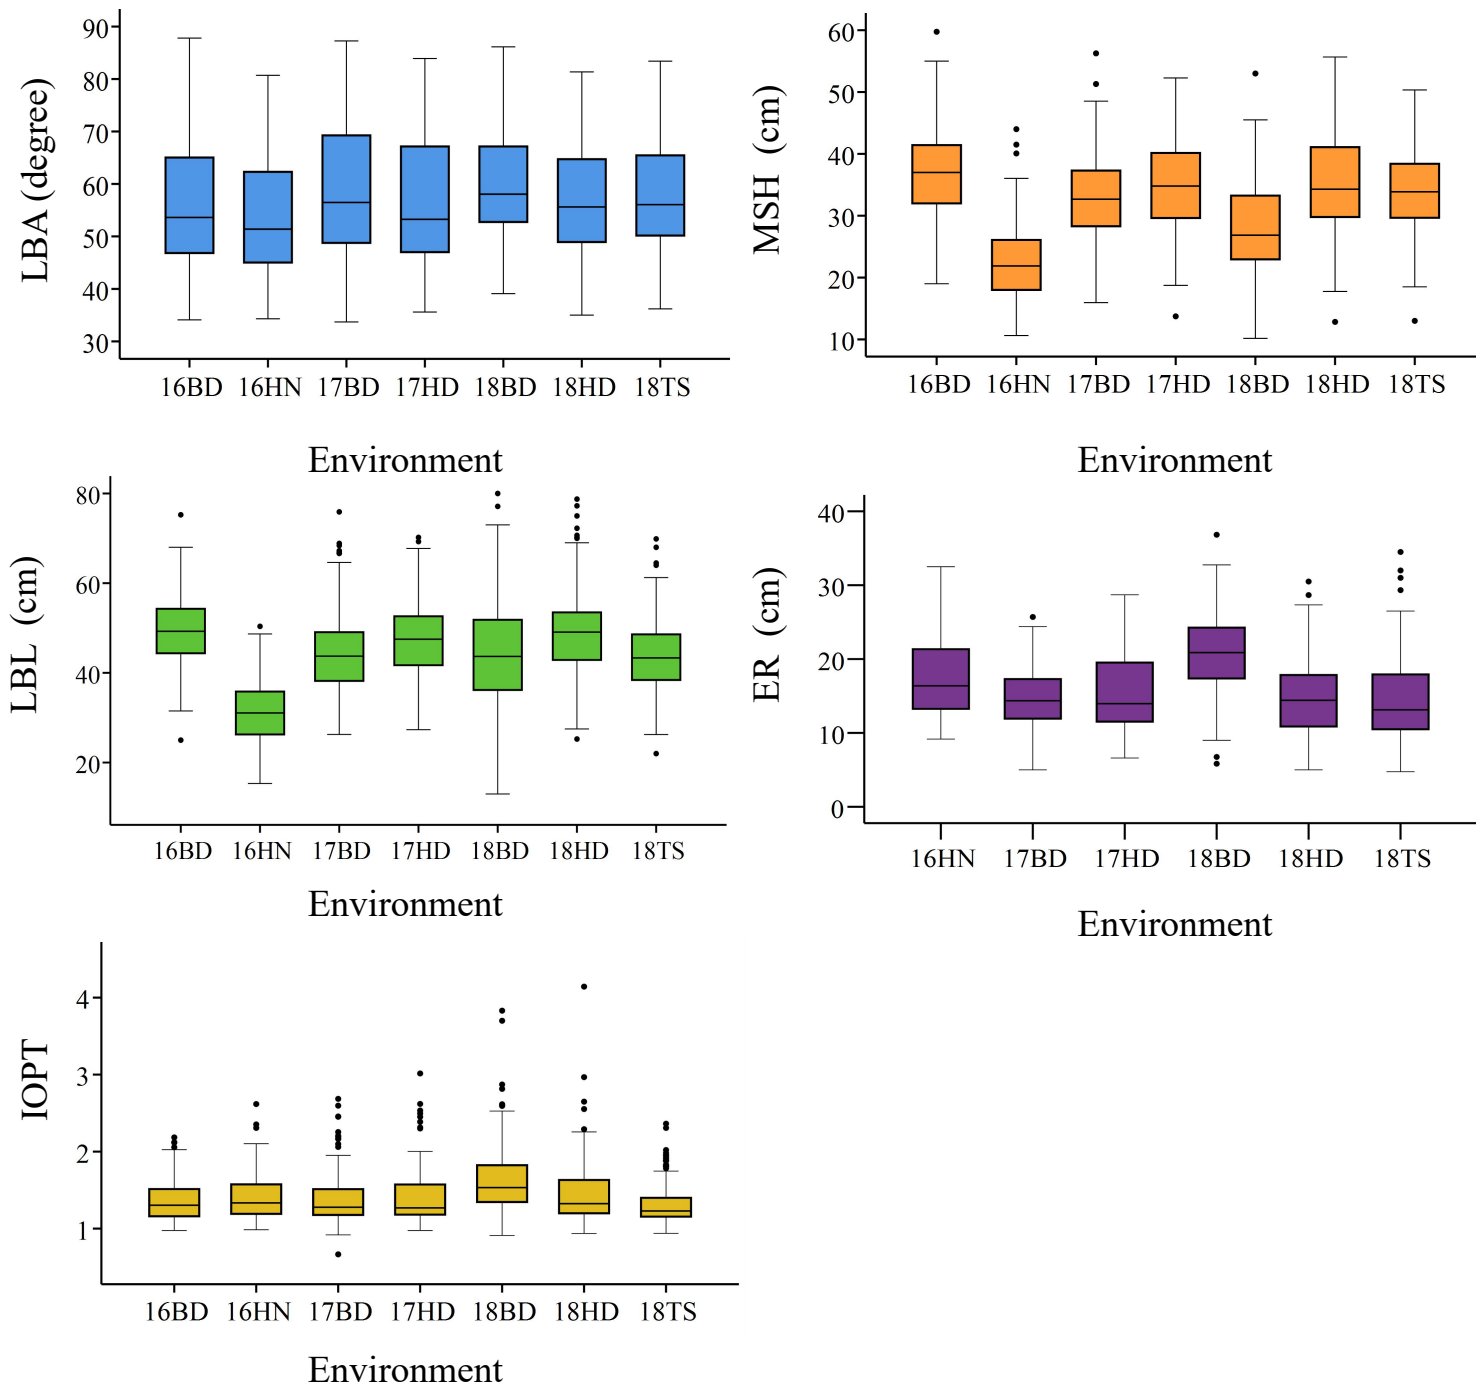 LBA (degree)
90
80
70
60
50
40
30
16BD 16HN 17BD 17HD 18BD 18HD 18TS
Environment
MSH (cm)
60
50
40
30
20
10
16BD 16HN 17BD 17HD 18BD 18HD 18TS
Environment
LBL (cm)
80
60
40
20
16BD 16HN 17BD 17HD 18BD 18HD 18TS
Environment
ER (cm)
40
30
20
10
0
16HN 17BD 17HD 18BD 18HD 18TS
Environment
IOPT
4
3
2
1
16BD 16HN 17BD 17HD 18BD 18HD 18TS
Environment